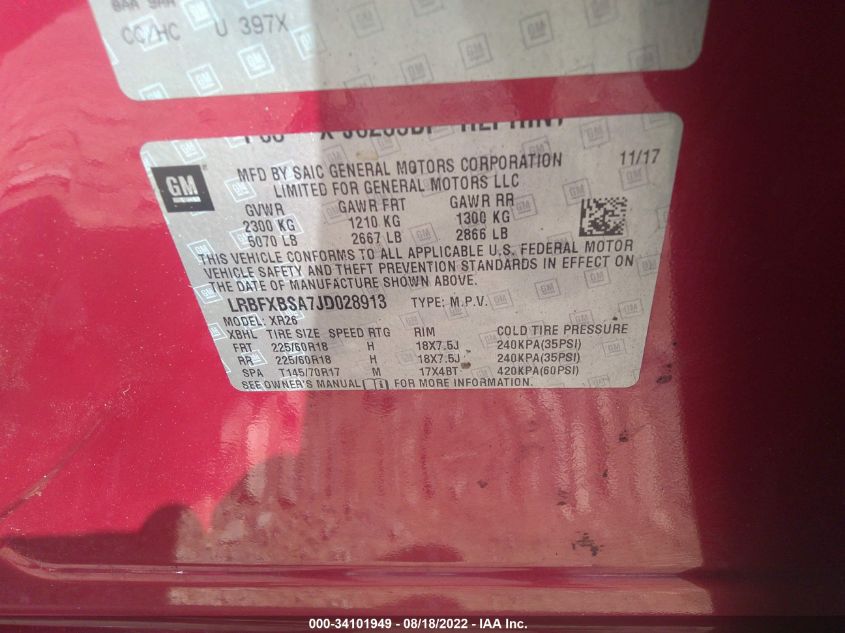 CC/HC U 397X
GM
MFD BY SAIC GENERAL MOTORS CORPORATION 11/17
LIMITED FOR GENERAL MOTORS LLC
GVWR GAWR FRT GAWR RR
2300 KG 1210 KG 1300 KG
5070 LB 2667 LB 2866 LB
THIS VEHICLE CONFORMS TO ALL APPLICABLE U.S. FEDERAL MOTOR
VEHICLE SAFETY AND THEFT PREVENTION STANDARDS IN EFFECT ON
THE DATE OF MANUFACTURE SHOWN ABOVE.
LRBFXBSA7JD028913 TYPE: M.P.V.
MODEL: XR26
XBHL TIRE SIZE SPEED RTG RIM COLD TIRE PRESSURE
FRT 225/60R18 H 18X7.5J 240KPA(35PSI)
RR 225/60R18 H 18X7.5J 240KPA(35PSI)
SPA T145/70R17 M 17X4BT 420KPA(60PSI)
SEE OWNER'S MANUAL FOR MORE INFORMATION.
000-34101949 - 08/18/2022 - IAA Inc.